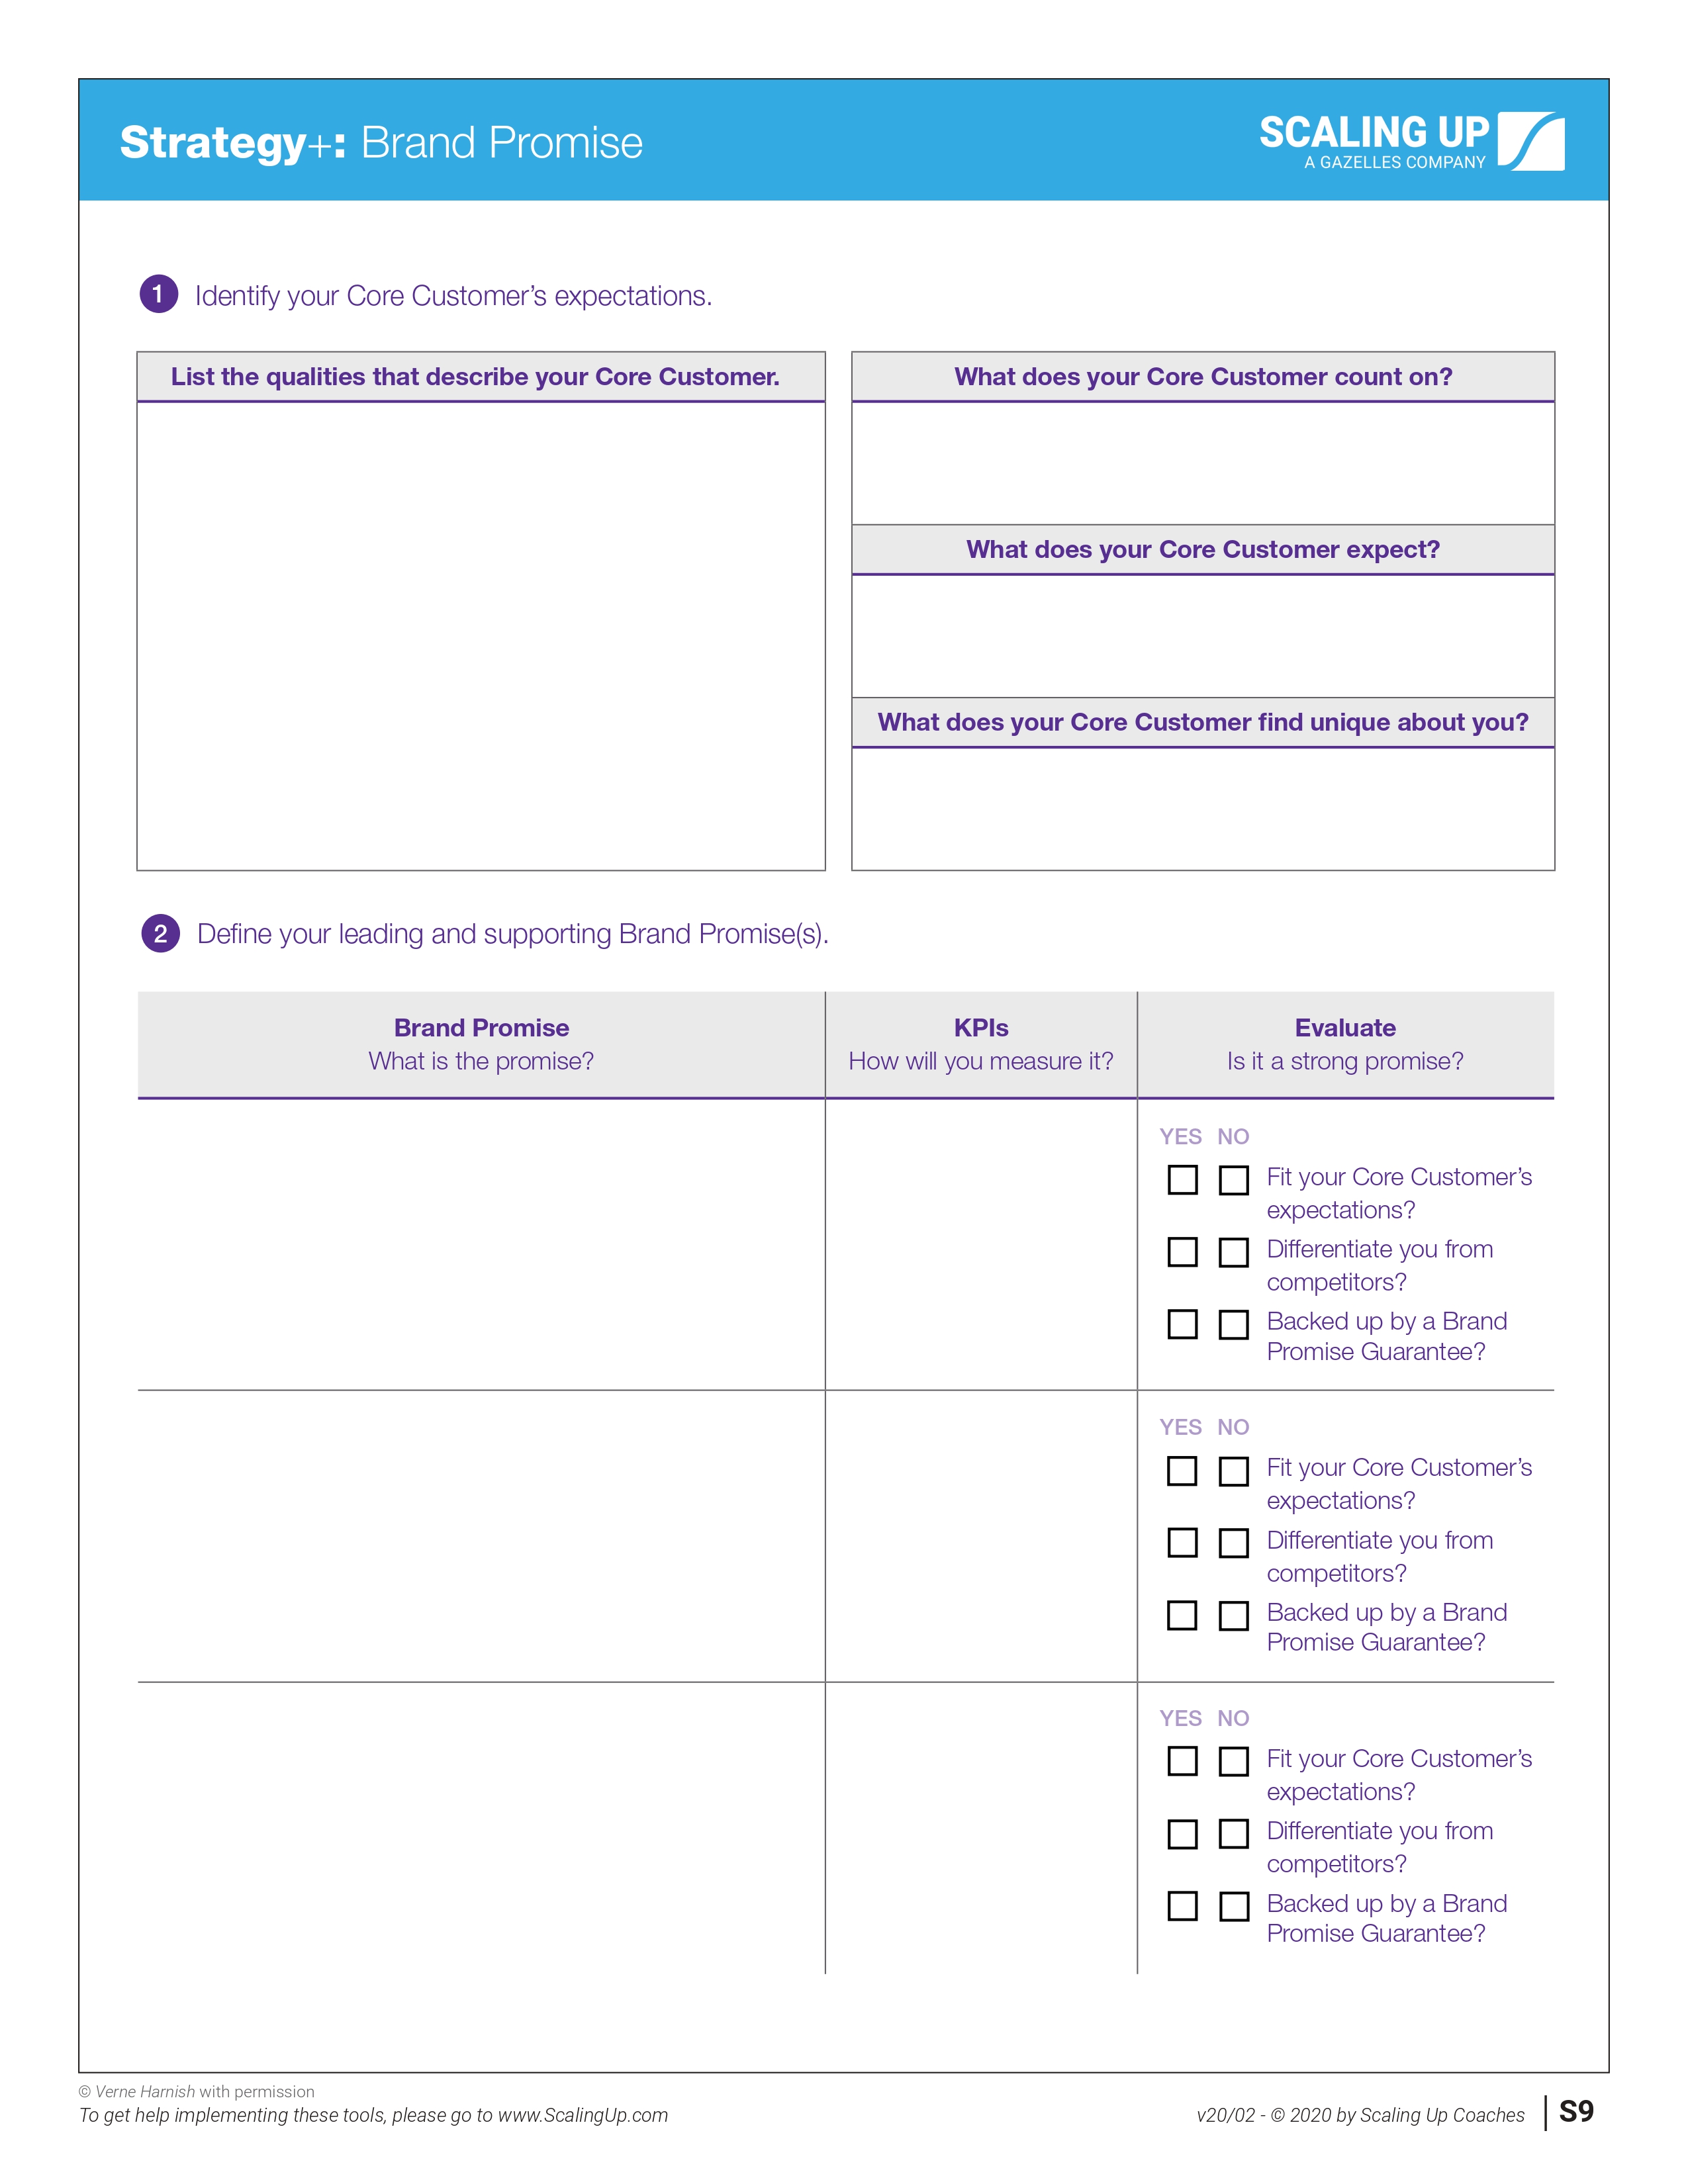 Strategy+: Brand Promise
SCALING UP
A GAZELLES COMPANY
1 Identify your Core Customer’s expectations.
List the qualities that describe your Core Customer.
What does your Core Customer count on?
What does your Core Customer expect?
What does your Core Customer find unique about you?
2 Define your leading and supporting Brand Promise(s).
Brand Promise
What is the promise?
KPIs
How will you measure it?
Evaluate
Is it a strong promise?
YES NO
Fit your Core Customer’s
expectations?
Differentiate you from
competitors?
Backed up by a Brand
Promise Guarantee?
YES NO
Fit your Core Customer’s
expectations?
Differentiate you from
competitors?
Backed up by a Brand
Promise Guarantee?
YES NO
Fit your Core Customer’s
expectations?
Differentiate you from
competitors?
Backed up by a Brand
Promise Guarantee?
© Verne Harnish with permission
To get help implementing these tools, please go to www.ScalingUp.com
v20/02 - © 2020 by Scaling Up Coaches
S9